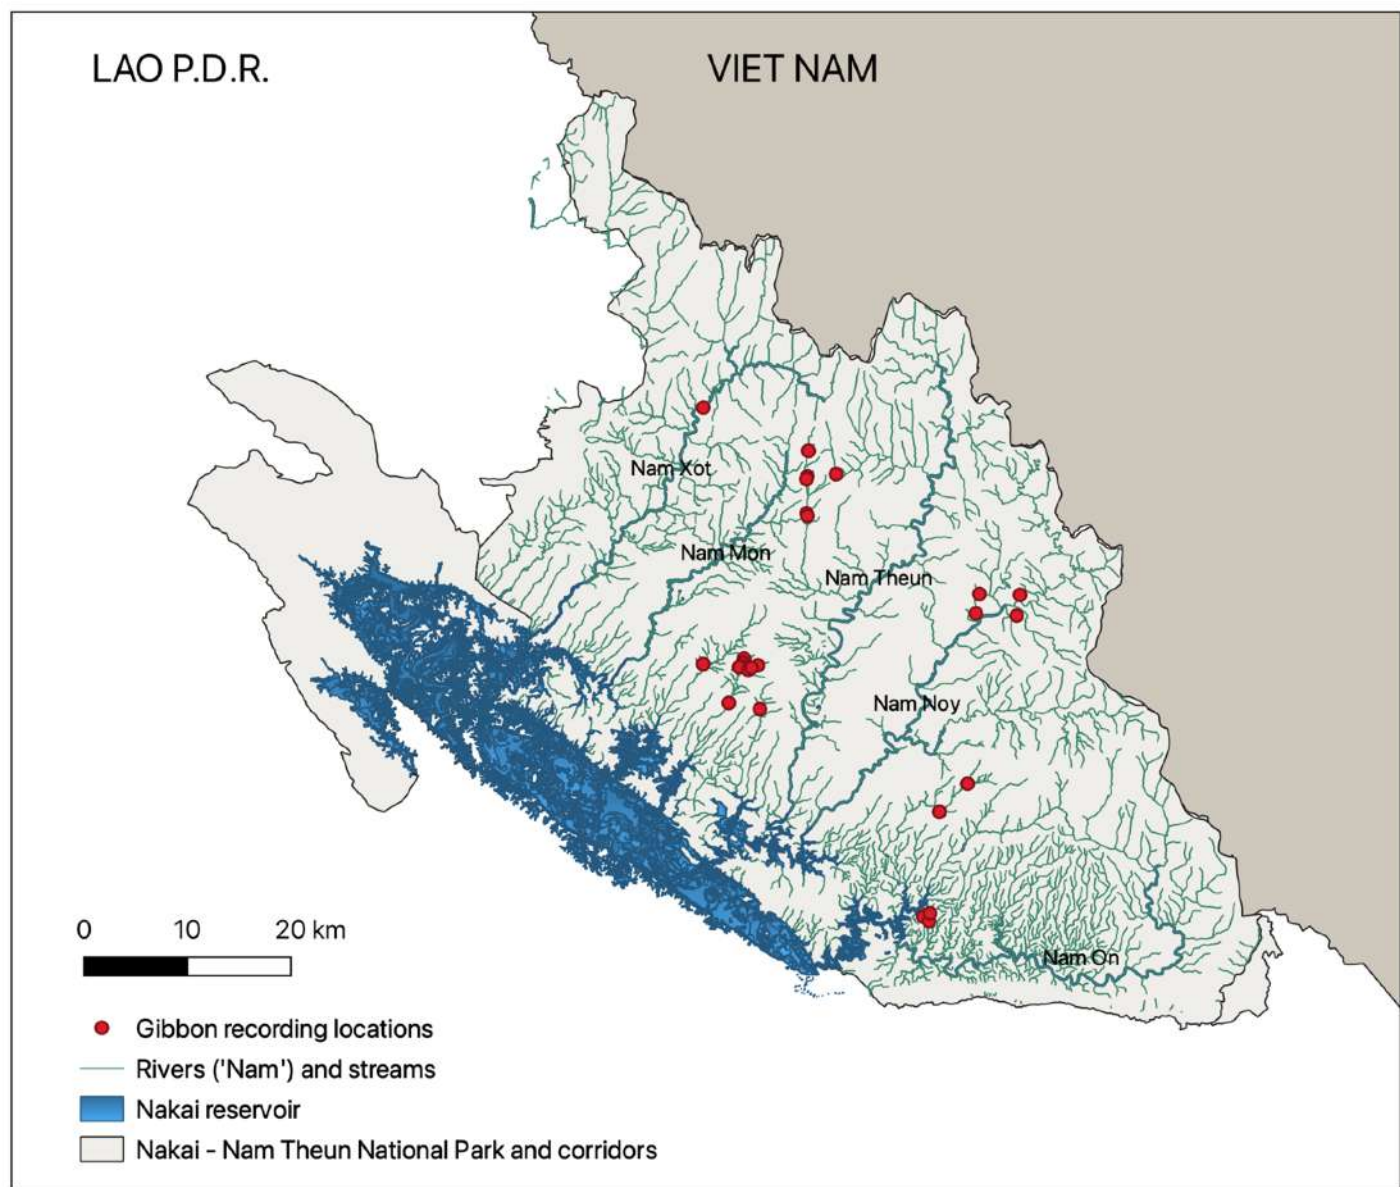 LAO P.D.R.
VIET NAM
Nam Xot
Nam Mon
Nam Theun
Nam Noy
Nam On
0 10 20 km
Gibbon recording locations
Rivers ('Nam') and streams
Nakai reservoir
Nakai - Nam Theun National Park and corridors